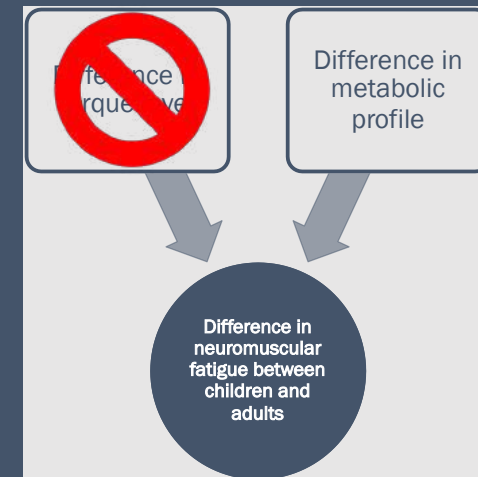 Difference in
metabolic
profile
Difference in
neuromuscular
fatigue between
children and
adults